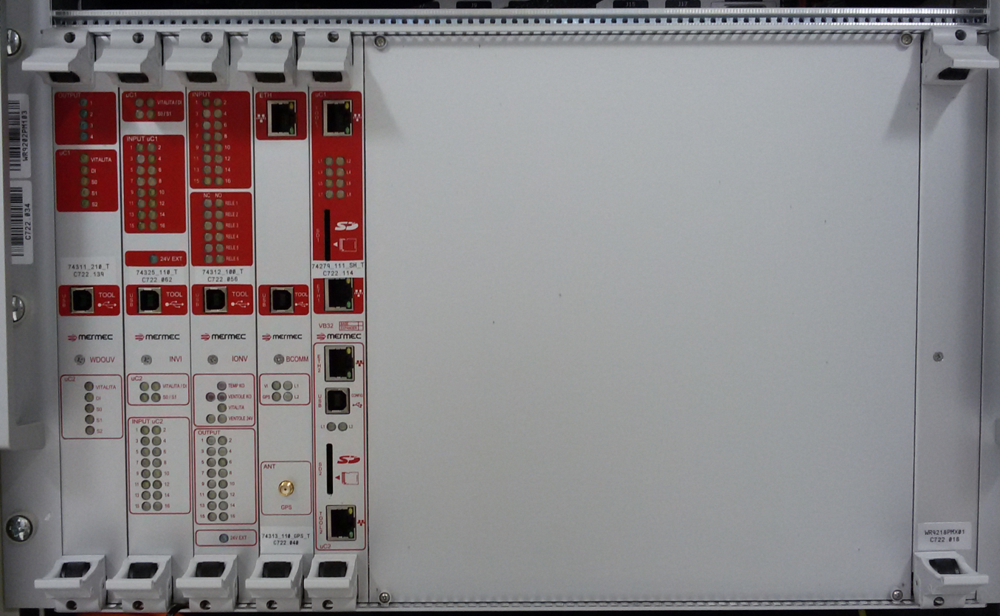 J9
J15
J17
WR9202PM103
C722 034
OUTPUT
1
2
3
4
uC1
VITALITA
DI
S0
S1
S2
74311_210_T
C722 139
USB
TOOL
mermec
WDOUV
uC2
VITALITA
DI
S0
S1
S2
uC1
VITALITA / DI
S0 / S1
INPUT uC1
1 2
3 4
5 6
7 8
9 10
11 12
13 14
15 16
24V EXT
74325_110_T
C722 062
USB
TOOL
mermec
INVI
uC2
VITALITA / DI
S0 / S1
INPUT uC2
1 2
3 4
5 6
7 8
9 10
11 12
13 14
15 16
INPUT
1 2
3 4
5 6
7 8
9 10
11 12
13 14
15 16
NC NO
RELE 1
RELE 2
RELE 3
RELE 4
RELE 5
RELE 6
74312_100_T
C722 056
USB
TOOL
mermec
IONV
TEMP KO
VENTOLE KO
VITALITA
VENTOLE 24V
OUTPUT
1 2
3 4
5 6
7 8
9 10
11 12
13 14
15 16
24V EXT
ETH
USB
TOOL
mermec
BCOMM
VI L1
GPS L2
ANT
GPS
74313_110_GPS_T
C722 040
uC1
TOOL1
L1 L2
L3 L4
L5 L6
L7 L8
SD1
SD
74279_111_SH_T
C722 114
ETH1
VB32
mermec
ETH2
USB
CONFIG
L1 L2
SD2
SD
TOOL2
uC2
WR9218PMX01
C722 016